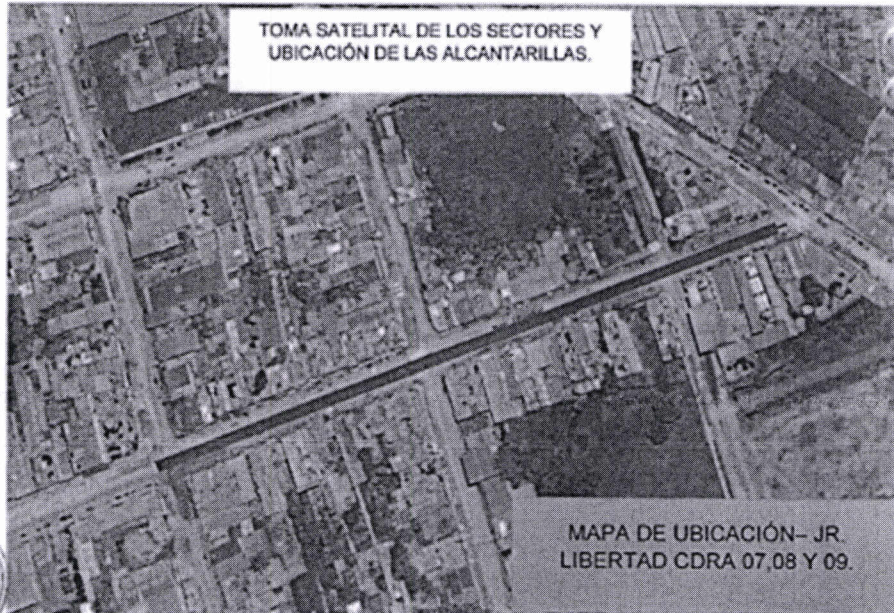 TOMA SATELITAL DE LOS SECTORES Y
UBICACIÓN DE LAS ALCANTARILLAS.
MAPA DE UBICACIÓN– JR.
LIBERTAD CDRA 07,08 Y 09.